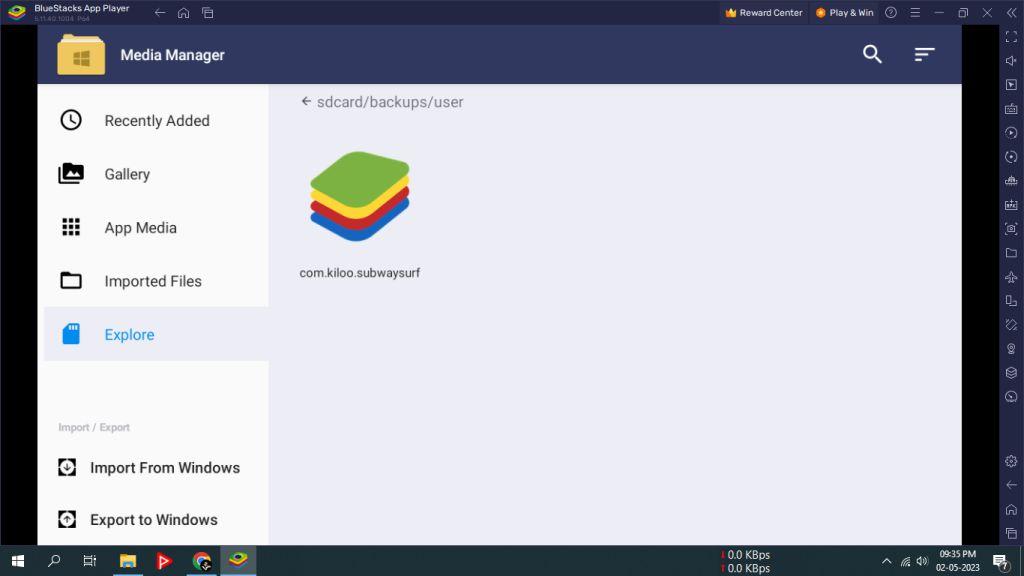 BlueStacks App Player
5.11.40.1004 P64
Reward Center
Play & Win
Media Manager
Recently Added
Gallery
App Media
Imported Files
Explore
Import / Export
Import From Windows
Export to Windows
sdcard/backups/user
com.kiloo.subwaysurf
0.0 KBps
0.0 KBps
09:35 PM
02-05-2023
7